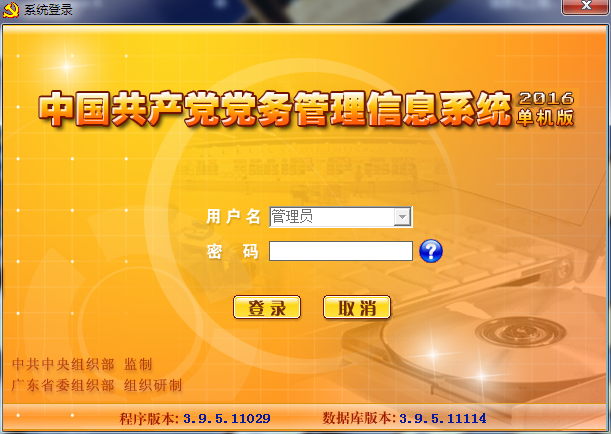 系统登录
中国共产党党务管理信息系统 2016
单机版
用户名 管理员
密 码 ?
登录 取消
中共中央组织部 监制
广东省委组织部 组织研制
程序版本: 3.9.5.11029 数据库版本: 3.9.5.11114